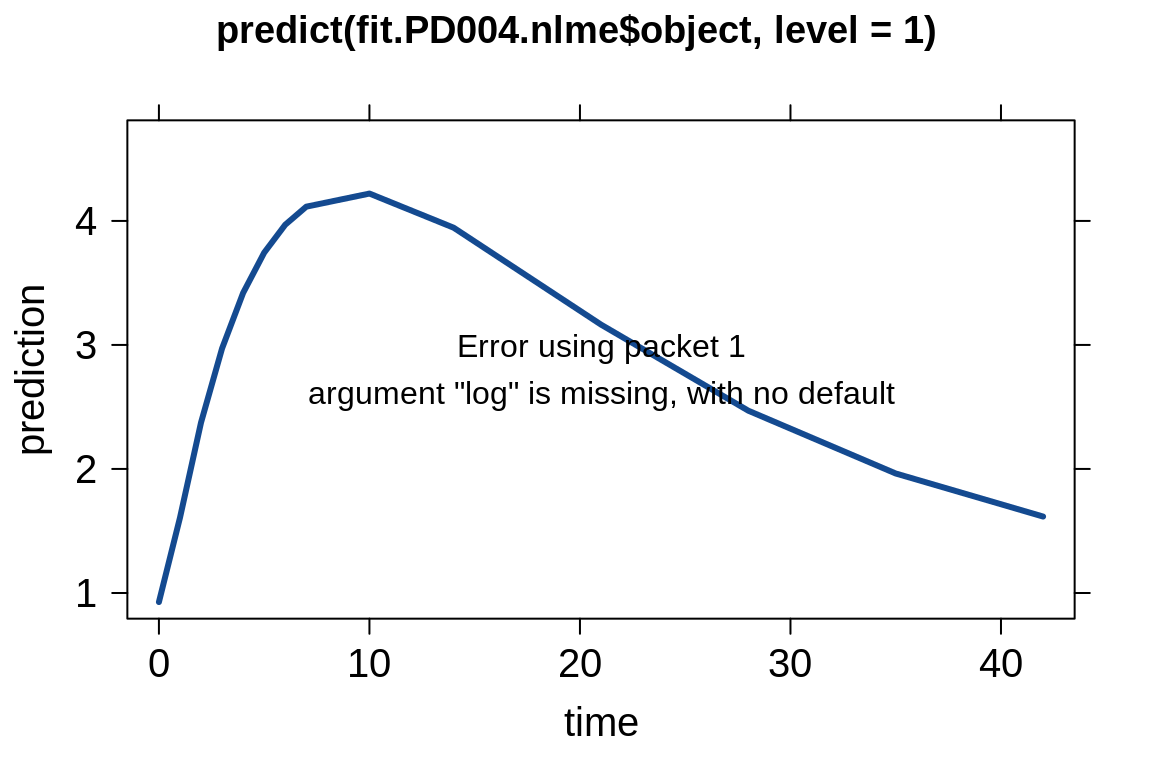 predict(fit.PD004.nlme$object, level = 1)
4
3
2
1
prediction
Error using packet 1
argument "log" is missing, with no default
0 10 20 30 40
time